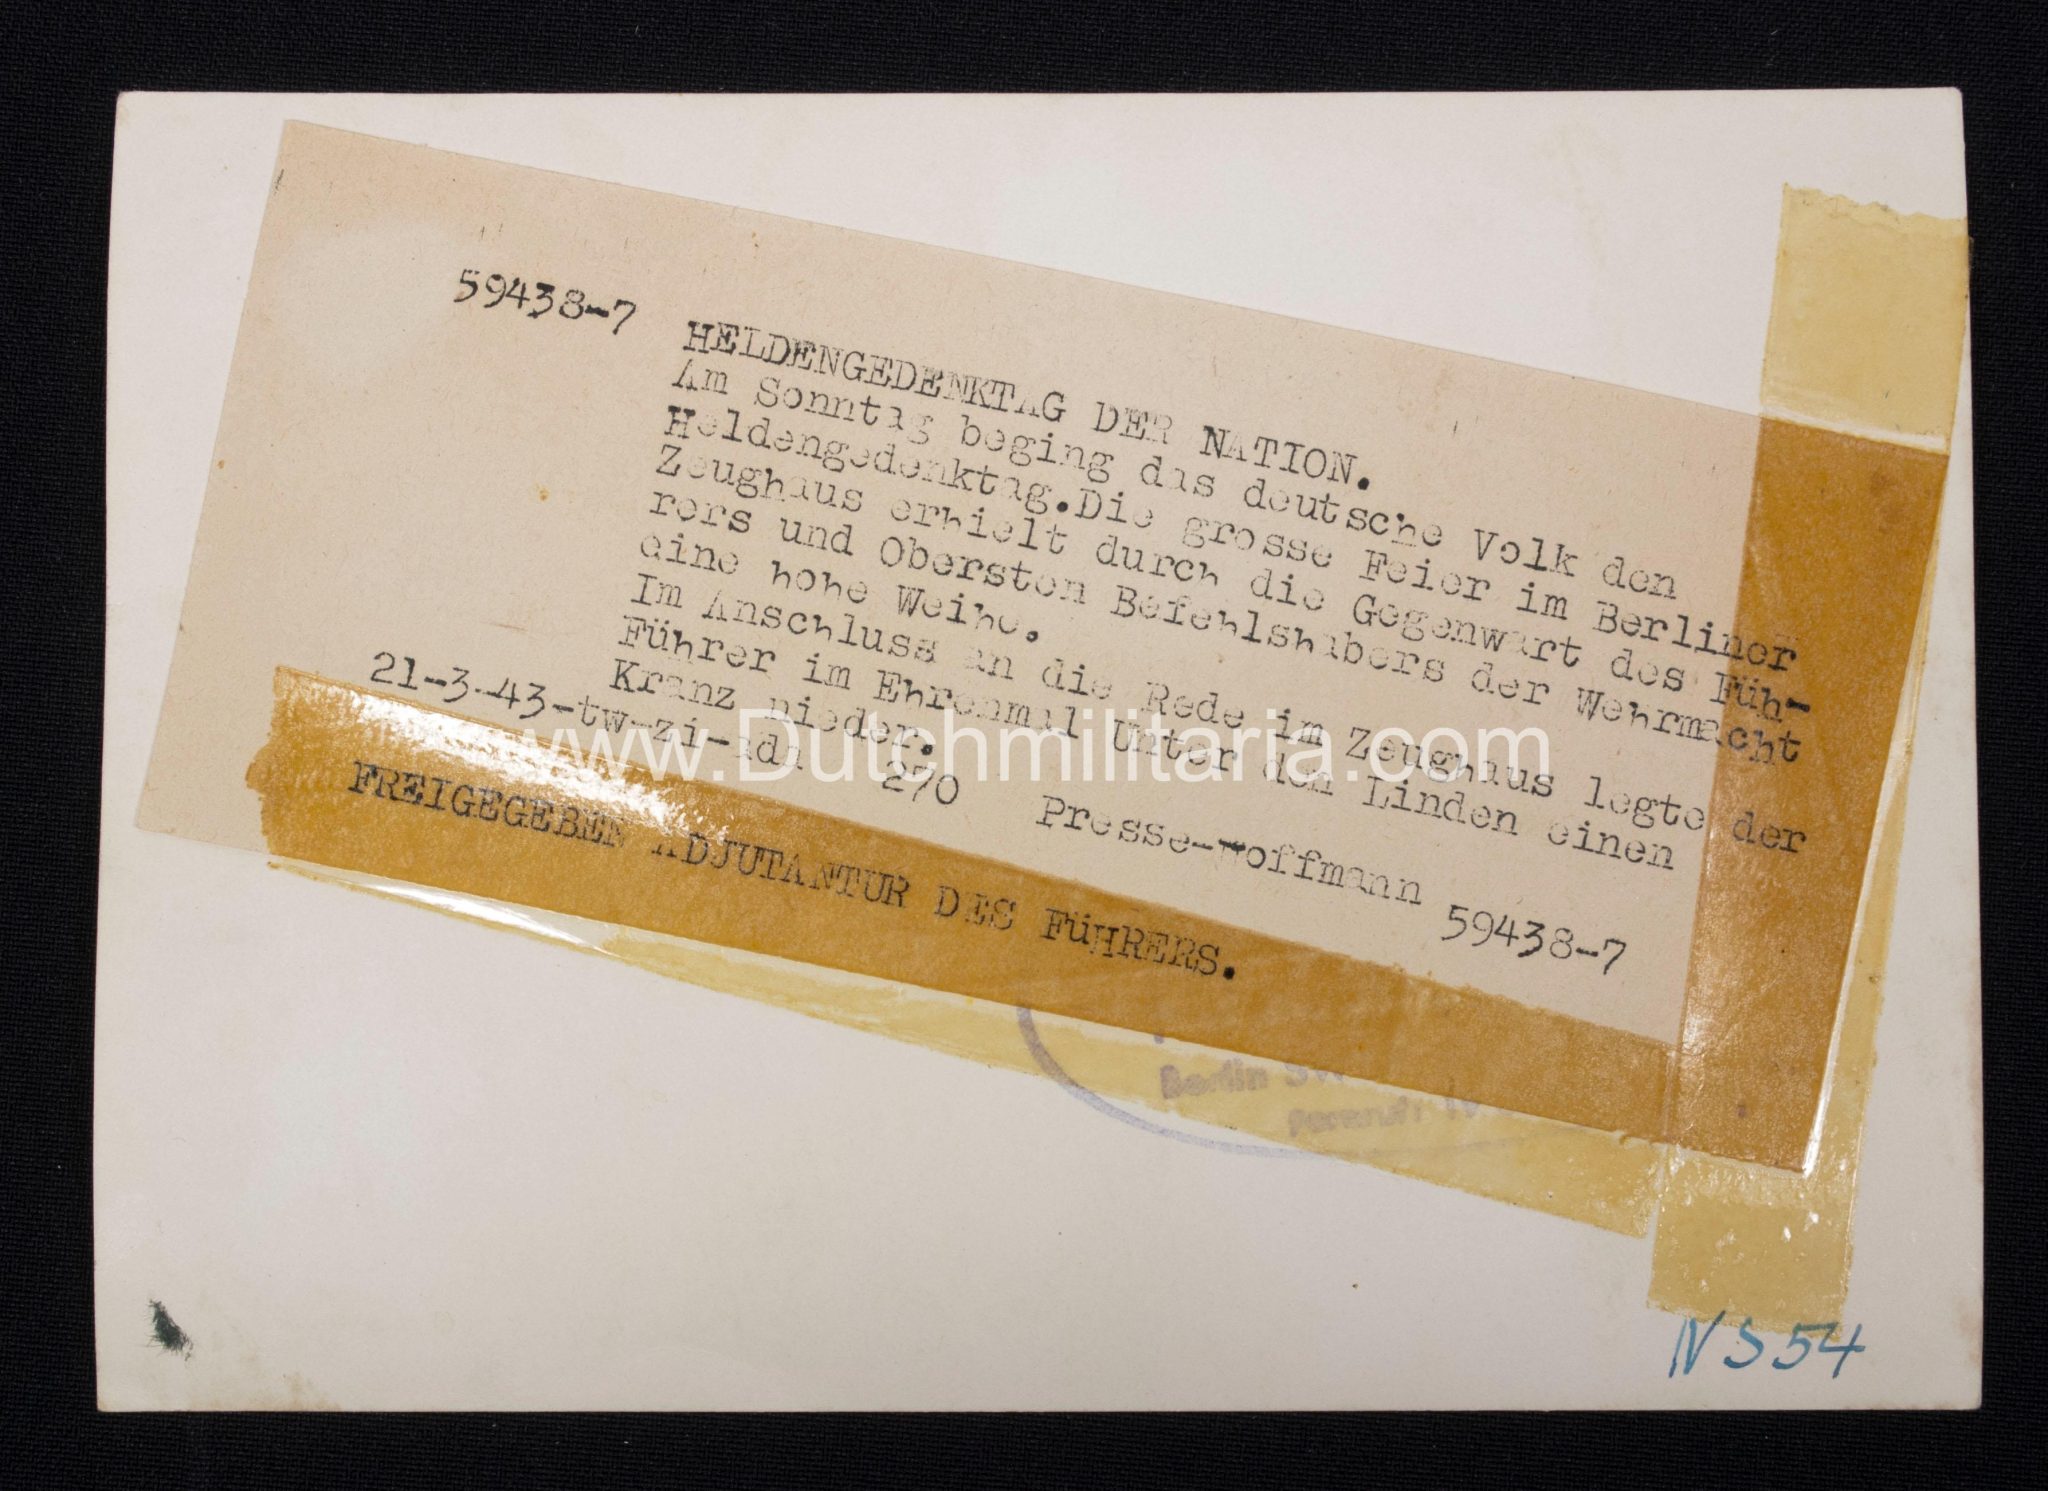 59438-7
HELDENGEDENKTAG DER NATION.
Am Sonntag beging das deutsche Volk den
Heldengedenktag.Die grosse Feier im Berliner
Zeughaus erhielt durch die Gegenwart des Füh-
rers und Obersten Befehlshabers der Wehrmacht
eine hohe Weihe.
Im Anschluss an die Rede im Zeughaus legte der
Führer im Ehrenmal Unter den Linden einen
Kranz nieder.
21-3.43-tw-zi-adn 270 Presse-Hoffmann 59438-7
FREIGEGEBEN ADJUTANTUR DES FüHRERS.
www.Dutchmilitaria.com
Berlin
NS54